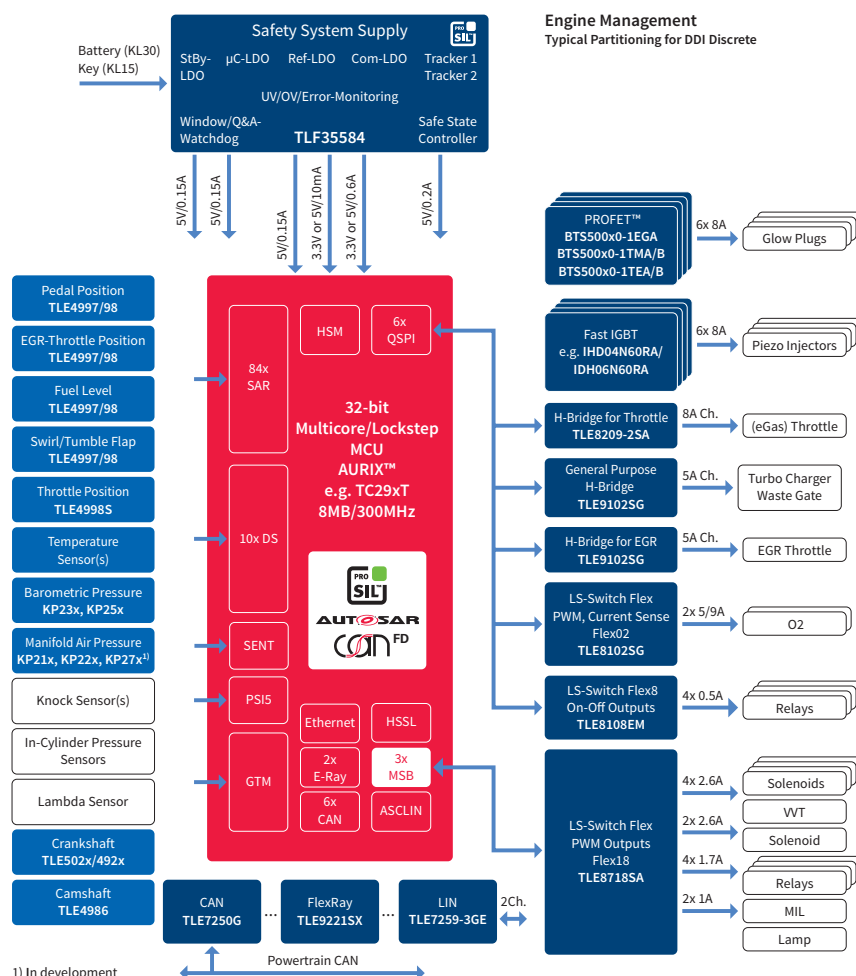 Engine Management
Typical Partitioning for DDI Discrete
Battery (KL30)
Key (KL15)
Safety System Supply
PRO
SIL™
StBy-
LDO
µC-LDO
Ref-LDO
Com-LDO
Tracker 1
Tracker 2
UV/OV/Error-Monitoring
Window/Q&A-
Watchdog
TLF35584
Safe State
Controller
5V/0.15A
5V/0.15A
5V/0.15A
3.3V or 5V/10mA
3.3V or 5V/0.6A
5V/0.2A
Pedal Position
TLE4997/98
EGR-Throttle Position
TLE4997/98
Fuel Level
TLE4997/98
Swirl/Tumble Flap
TLE4997/98
Throttle Position
TLE4998S
Temperature
Sensor(s)
Barometric Pressure
KP23x, KP25x
Manifold Air Pressure
KP21x, KP22x, KP27x1)
Knock Sensor(s)
In-Cylinder Pressure
Sensors
Lambda Sensor
Crankshaft
TLE502x/492x
Camshaft
TLE4986
1) In development
84x
SAR
10x DS
SENT
PSI5
GTM
HSM
6x
QSPI
32-bit
Multicore/Lockstep
MCU
AURIX™
e.g. TC29xT
8MB/300MHz
PRO
SIL™
AUTOSAR
CAN FD
Ethernet
HSSL
2x
E-Ray
3x
MSB
6x
CAN
ASCLIN
CAN
TLE7250G
...
FlexRay
TLE9221SX
...
LIN
TLE7259-3GE
2Ch.
Powertrain CAN
PROFET™
BTS500x0-1EGA
BTS500x0-1TMA/B
BTS500x0-1TEA/B
6x 8A
Glow Plugs
Fast IGBT
e.g. IHD04N60RA/
IDH06N60RA
6x 8A
Piezo Injectors
H-Bridge for Throttle
TLE8209-2SA
8A Ch.
(eGas) Throttle
General Purpose
H-Bridge
TLE9102SG
5A Ch.
Turbo Charger
Waste Gate
H-Bridge for EGR
TLE9102SG
5A Ch.
EGR Throttle
LS-Switch Flex
PWM, Current Sense
Flex02
TLE8102SG
2x 5/9A
O2
LS-Switch Flex8
On-Off Outputs
TLE8108EM
4x 0.5A
Relays
LS-Switch Flex
PWM Outputs
Flex18
TLE8718SA
4x 2.6A
Solenoids
VVT
2x 2.6A
Solenoid
4x 1.7A
Relays
2x 1A
MIL
Lamp